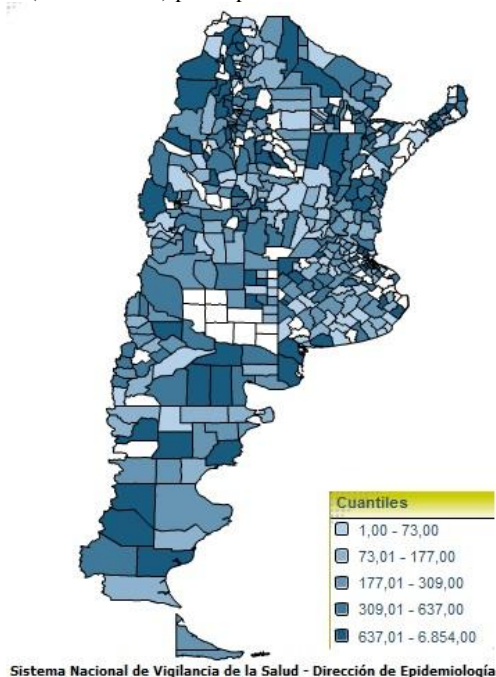 Cuantiles
1,00 - 73,00
73,01 - 177,00
177,01 - 309,00
309,01 - 637,00
637,01 - 6.854,00
Sistema Nacional de Vigilancia de la Salud - Dirección de Epidemiología